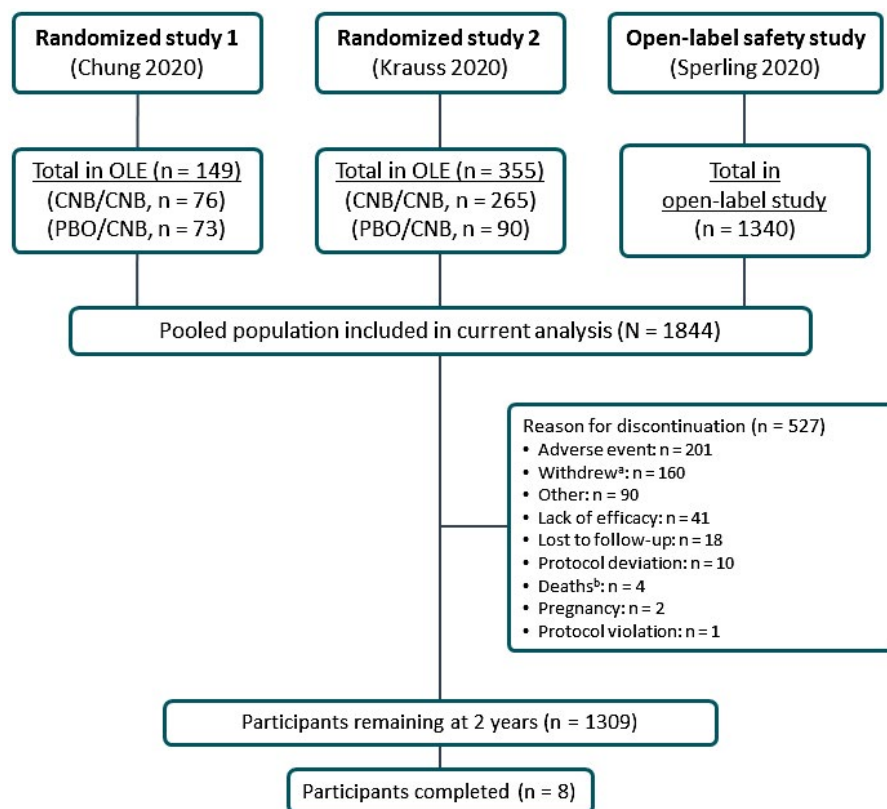 Randomized study 1
(Chung 2020)
Randomized study 2
(Krauss 2020)
Open-label safety study
(Sperling 2020)
Total in OLE (n = 149)
(CNB/CNB, n = 76)
(PBO/CNB, n = 73)
Total in OLE (n = 355)
(CNB/CNB, n = 265)
(PBO/CNB, n = 90)
Total in
open-label study
(n = 1340)
Pooled population included in current analysis (N = 1844)
Reason for discontinuation (n = 527)
• Adverse event: n = 201
• Withdrewᵃ: n = 160
• Other: n = 90
• Lack of efficacy: n = 41
• Lost to follow-up: n = 18
• Protocol deviation: n = 10
• Deathsᵇ: n = 4
• Pregnancy: n = 2
• Protocol violation: n = 1
Participants remaining at 2 years (n = 1309)
Participants completed (n = 8)